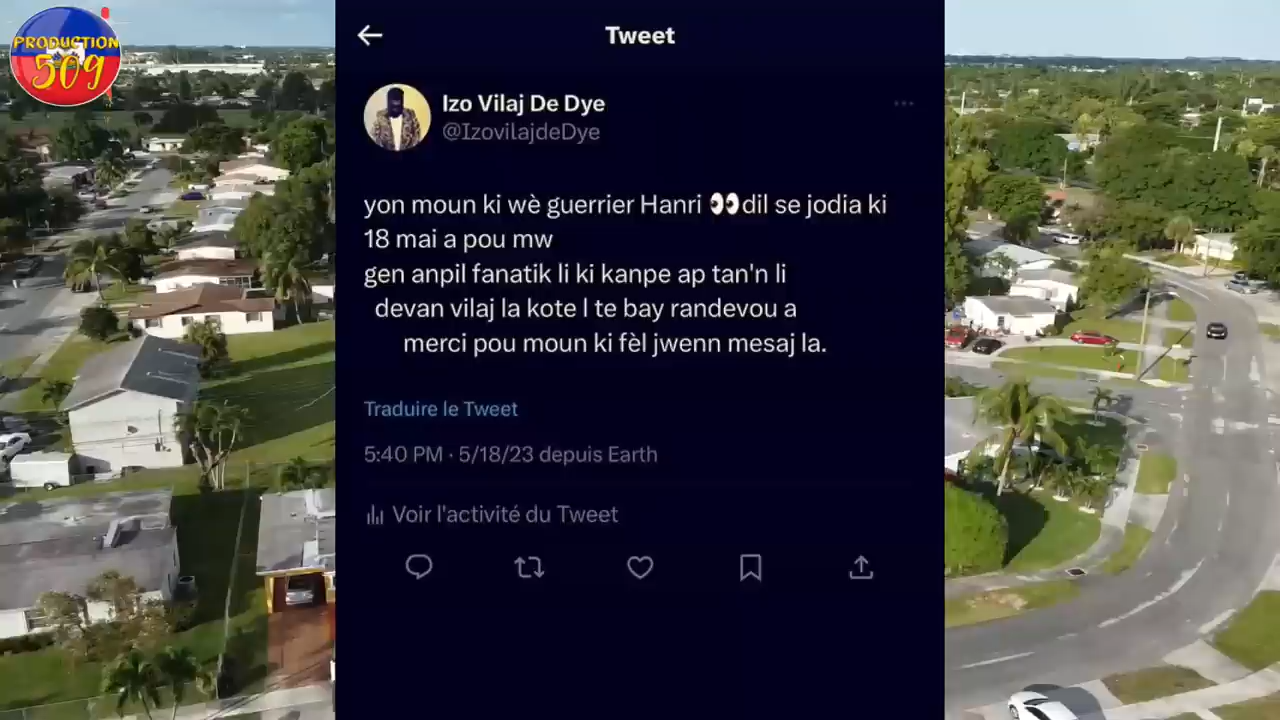 PRODUCTION
509
Tweet
Izo Vilaj De Dye
@IzovilajdeDye
yon moun ki wè guerrier Hanri 👀dil se jodia ki
18 mai a pou mw
gen anpil fanatik li ki kanpe ap tan'n li
devan vilaj la kote l te bay randevou a
merci pou moun ki fèl jwenn mesaj la.
Traduire le Tweet
5:40 PM · 5/18/23 depuis Earth
Voir l'activité du Tweet